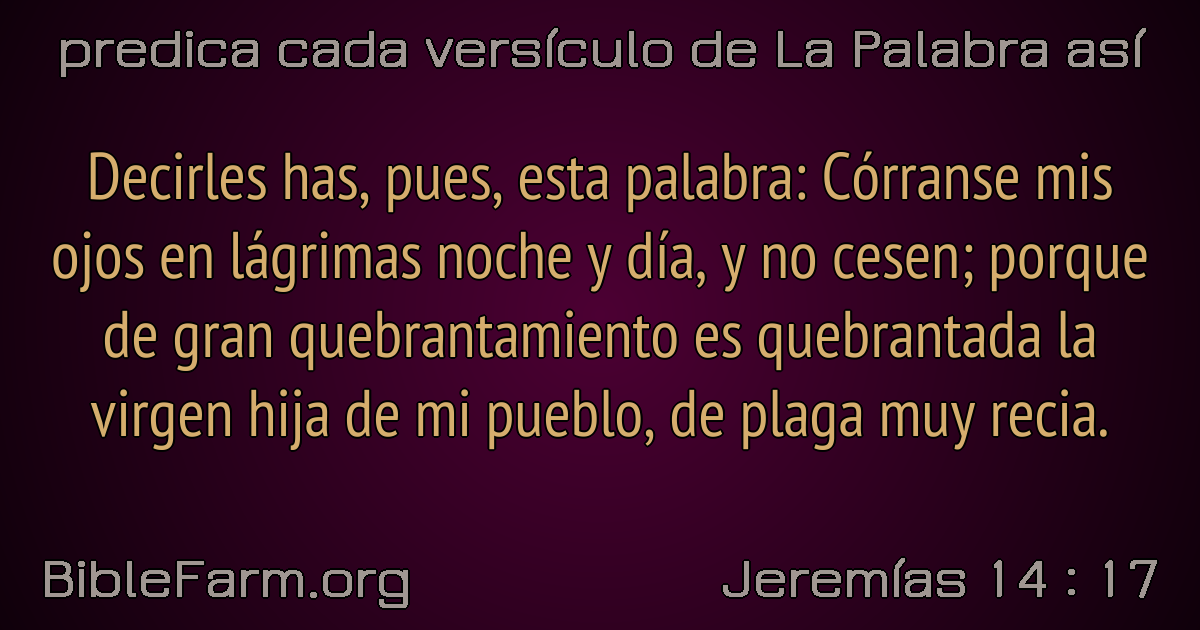 predica cada versículo de La Palabra así
Decirles has, pues, esta palabra: Córranse mis
ojos en lágrimas noche y día, y no cesen; porque
de gran quebrantamiento es quebrantada la
virgen hija de mi pueblo, de plaga muy recia.
BibleFarm.org
Jeremías 14 : 17